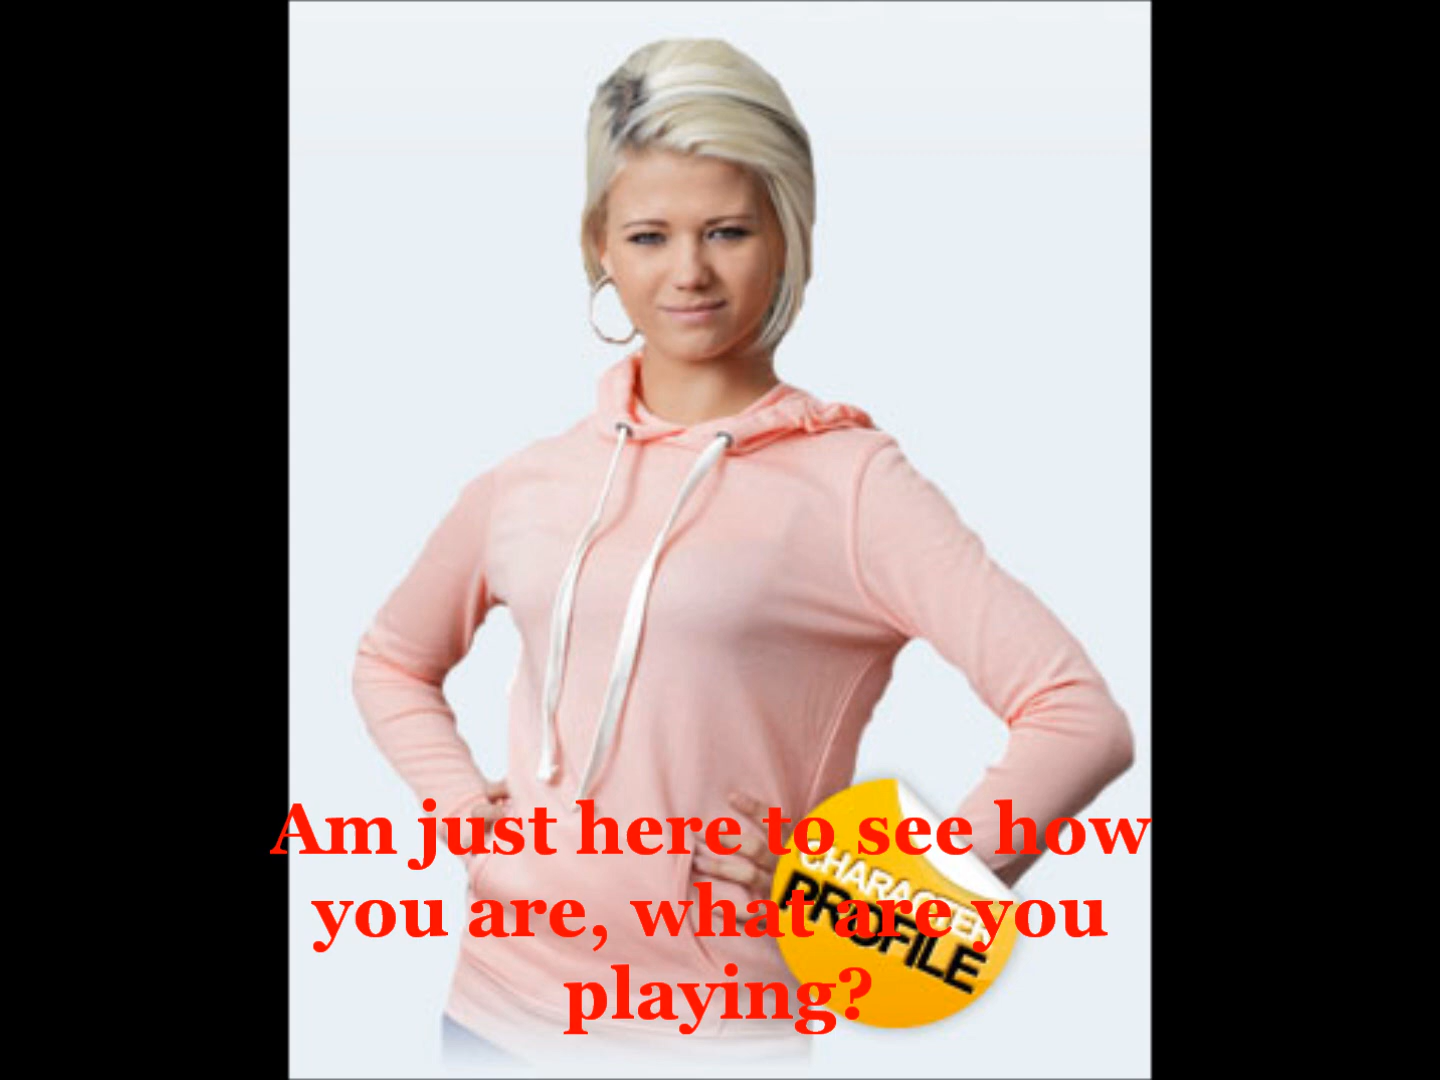 Am just here to see how
you are, what are you
playing?
CHARACTER
PROFILE